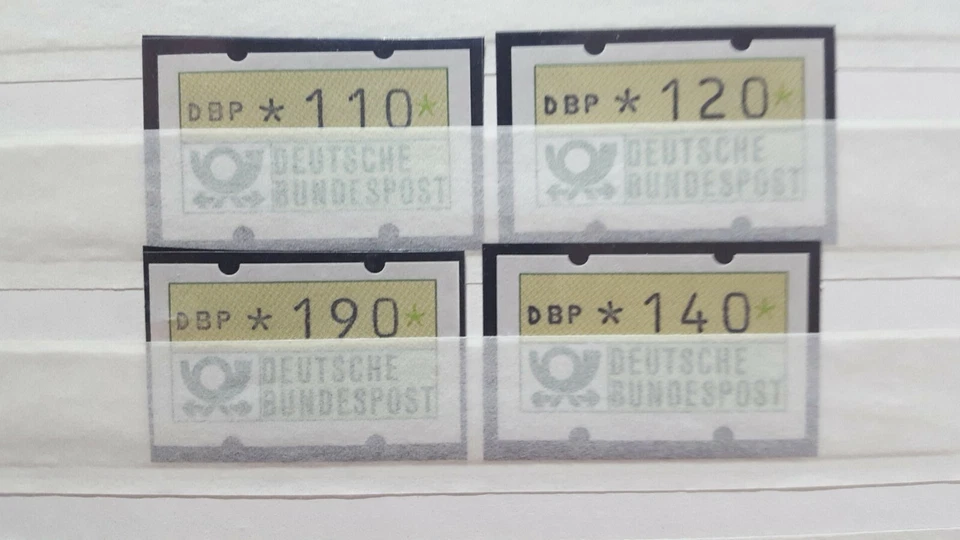 DBP * 110*
DEUTSCHE
BUNDESPOST
DBP * 120*
DEUTSCHE
BUNDESPOST
DBP * 190*
DEUTSCHE
BUNDESPOST
DBP * 140*
DEUTSCHE
BUNDESPOST